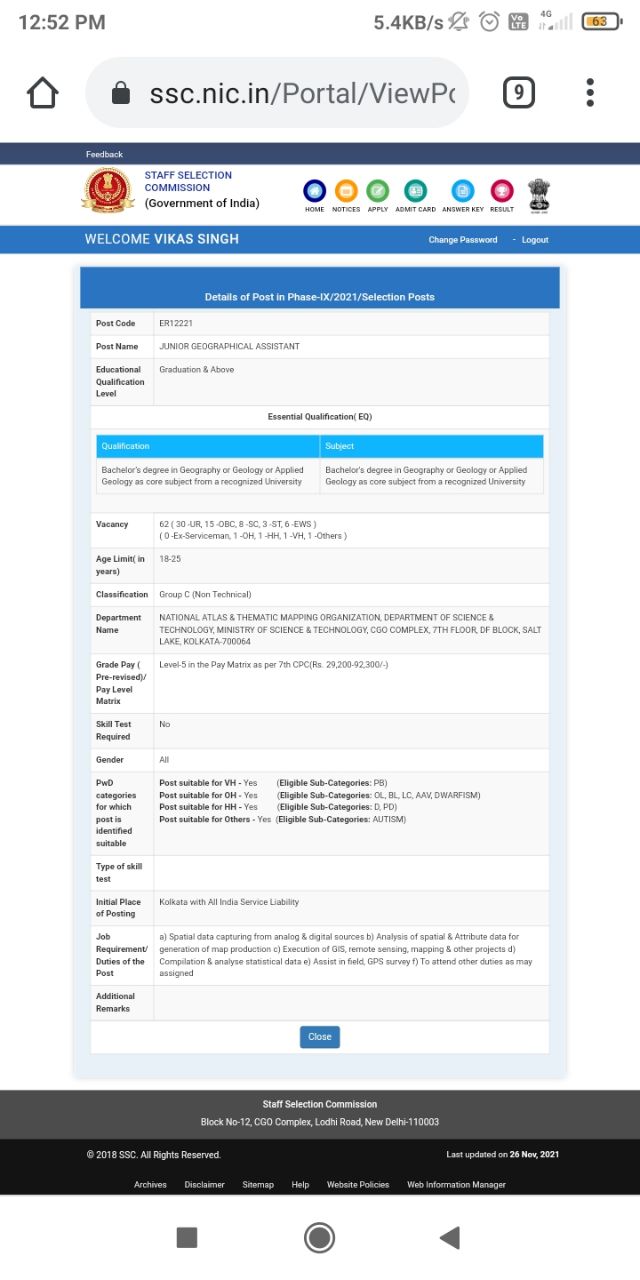 12:52 PM
5.4KB/s
Vo LTE
4G
63
ssc.nic.in/Portal/ViewPo
9
Feedback
STAFF SELECTION
COMMISSION
(Government of India)
HOME NOTICES APPLY ADMIT CARD ANSWER KEY RESULT
WELCOME VIKAS SINGH
Change Password - Logout
Details of Post in Phase-IX/2021/Selection Posts
Post Code ER12221
Post Name JUNIOR GEOGRAPHICAL ASSISTANT
Educational Graduation & Above
Qualification
Level
Essential Qualification( EQ)
Qualification Subject
Bachelor's degree in Geography or Geology or Applied Bachelor's degree in Geography or Geology or Applied
Geology as core subject from a recognized University Geology as core subject from a recognized University
Vacancy 62 ( 30 -UR, 15 -OBC, 8 -SC, 3 -ST, 6 -EWS )
( 0 -Ex-Serviceman, 1 -OH, 1 -HH, 1 -VH, 1 -Others )
Age Limit( in 18-25
years)
Classification Group C (Non Technical)
Department NATIONAL ATLAS & THEMATIC MAPPING ORGANIZATION, DEPARTMENT OF SCIENCE &
Name TECHNOLOGY, MINISTRY OF SCIENCE & TECHNOLOGY, CGO COMPLEX, 7TH FLOOR, DF BLOCK, SALT
LAKE, KOLKATA-700064
Grade Pay ( Level-5 in the Pay Matrix as per 7th CPC(Rs. 29,200-92,300/-)
Pre-revised)/
Pay Level
Matrix
Skill Test No
Required
Gender All
PwD Post suitable for VH - Yes (Eligible Sub-Categories: PB)
categories Post suitable for OH - Yes (Eligible Sub-Categories: OL, BL, LC, AAV, DWARFISM)
for which Post suitable for HH - Yes (Eligible Sub-Categories: D, PD)
post is Post suitable for Others - Yes (Eligible Sub-Categories: AUTISM)
identified
suitable
Type of skill
test
Initial Place Kolkata with All India Service Liability
of Posting
Job a) Spatial data capturing from analog & digital sources b) Analysis of spatial & Attribute data for
Requirement/ generation of map production c) Execution of GIS, remote sensing, mapping & other projects d)
Duties of the Compilation & analyse statistical data e) Assist in field, GPS survey f) To attend other duties as may
Post assigned
Additional
Remarks
Close
Staff Selection Commission
Block No-12, CGO Complex, Lodhi Road, New Delhi-110003
© 2018 SSC. All Rights Reserved. Last updated on 26 Nov, 2021
Archives Disclaimer Sitemap Help Website Policies Web Information Manager